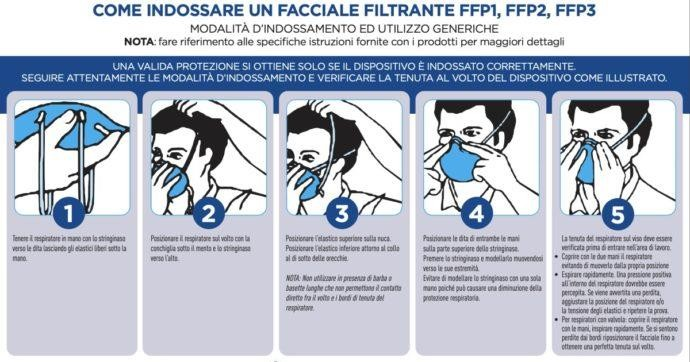 COME INDOSSARE UN FACCIALE FILTRANTE FFP1, FFP2, FFP3
MODALITÀ D'INDOSSAMENTO ED UTILIZZO GENERICHE
NOTA: fare riferimento alle specifiche istruzioni fornite con i prodotti per maggiori dettagli
UNA VALIDA PROTEZIONE SI OTTIENE SOLO SE IL DISPOSITIVO È INDOSSATO CORRETTAMENTE.
SEGUIRE ATTENTAMENTE LE MODALITÀ D'INDOSSAMENTO E VERIFICARE LA TENUTA AL VOLTO DEL DISPOSITIVO COME ILLUSTRATO.
1
Tenere il respiratore in mano con lo stringinaso
verso le dita lasciando gli elastici liberi sotto la
mano.
2
Posizionare il respiratore sul volto con la
conchiglia sotto il mento e lo stringinaso
verso l'alto.
3
Posizionare l'elastico superiore sulla nuca.
Posizionare l'elastico inferiore attorno al collo
al di sotto delle orecchie.
NOTA: Non utilizzare in presenza di barba o
basette lunghe che non permettono il contatto
diretto fra il volto e i bordi di tenuta del
respiratore.
4
Posizionare le dita di entrambe le mani
sulla parte superiore dello stringinaso.
Premere lo stringinaso e modellarlo muovendosi
verso le sue estremità.
Evitare di modellare lo stringinaso con una sola
mano poiché può causare una diminuzione della
protezione respiratoria.
5
La tenuta del respiratore sul viso deve essere
verificata prima di entrare nell'area di lavoro.
• Coprire con le due mani il respiratore
evitando di muoverlo dalla propria posizione
• Espirare rapidamente. Una pressione positiva
all'interno del respiratore dovrebbe essere
percepita. Se viene avvertita una perdita,
aggiustare la posizione del respiratore e/o
la tensione degli elastici e ripetere la prova.
• Per respiratori con valvola: coprire il respiratore
con le mani, inspirare rapidamente. Se si sentono
perdite dai bordi riposizionare il facciale fino a
ottenere una perfetta tenuta sul volto.